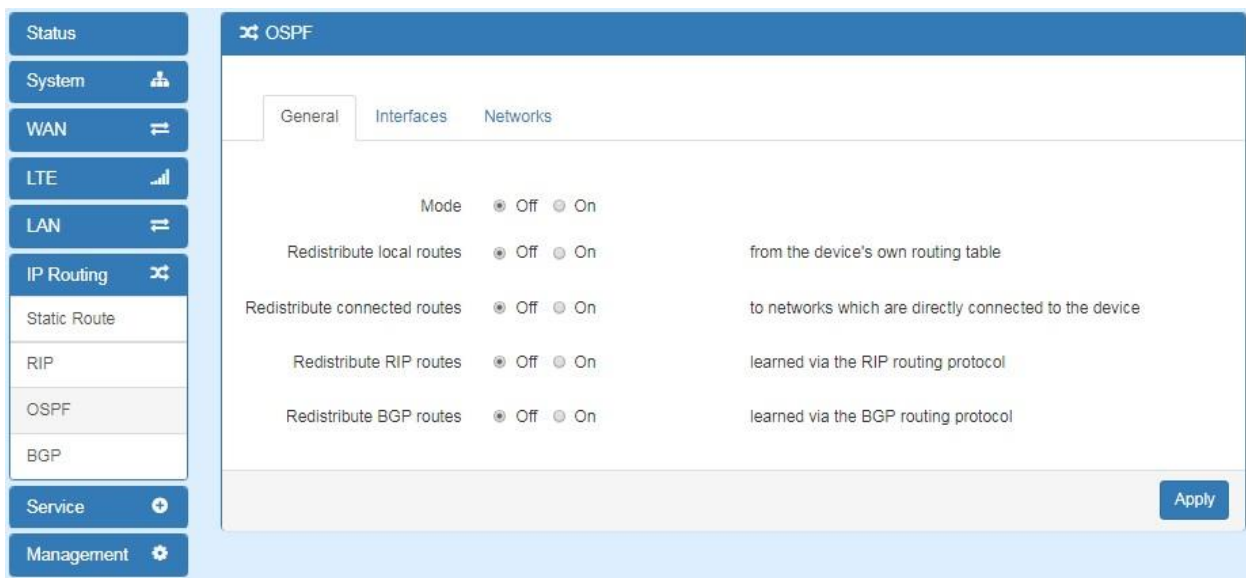 Status
System
WAN
LTE
LAN
IP Routing
Static Route
RIP
OSPF
BGP
Service
Management
OSPF
General Interfaces Networks
Mode Off On
Redistribute local routes Off On from the device's own routing table
Redistribute connected routes Off On to networks which are directly connected to the device
Redistribute RIP routes Off On learned via the RIP routing protocol
Redistribute BGP routes Off On learned via the BGP routing protocol
Apply